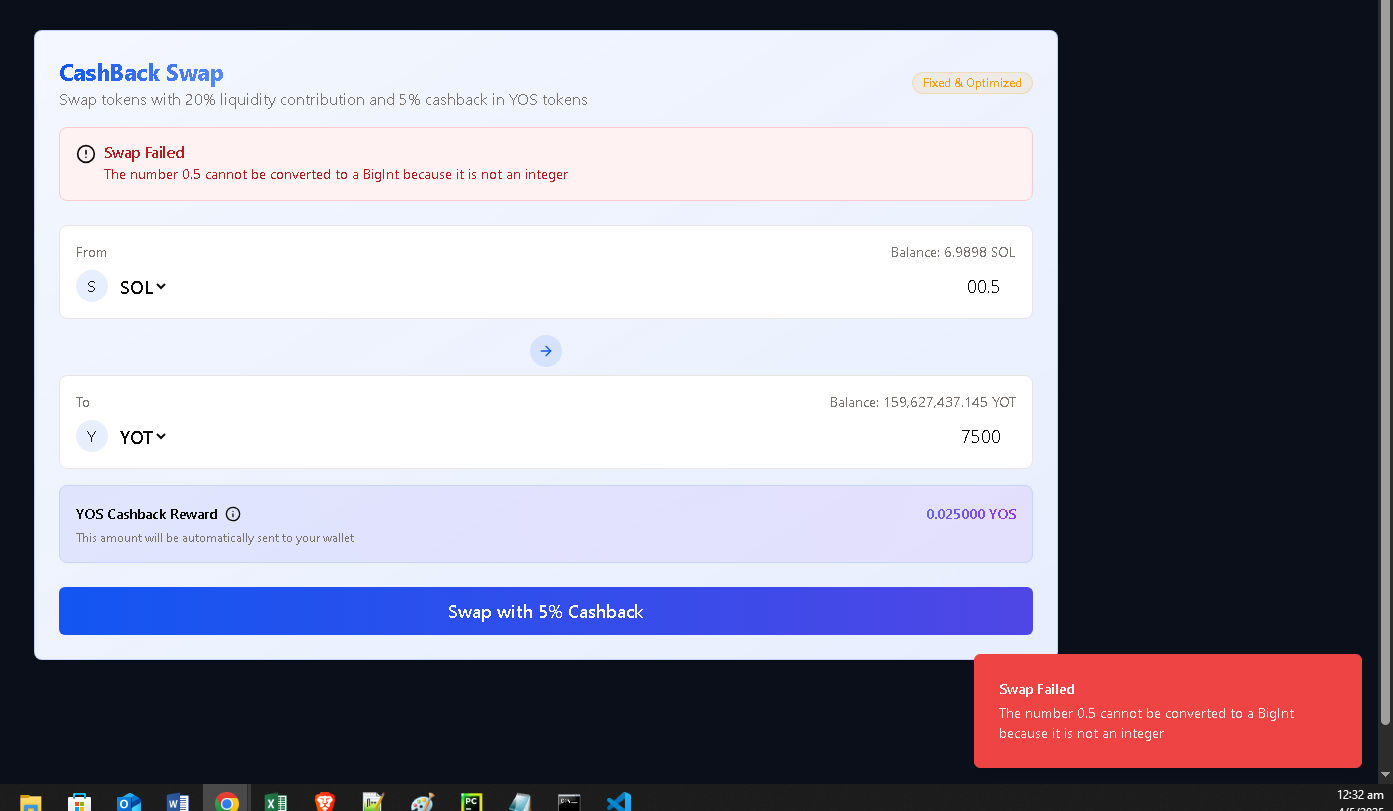 CashBack Swap
Swap tokens with 20% liquidity contribution and 5% cashback in YOS tokens
Fixed & Optimized
Swap Failed
The number 0.5 cannot be converted to a BigInt because it is not an integer
From
Balance: 6.9898 SOL
S
SOL
00.5
To
Balance: 159,627,437.145 YOT
Y
YOT
7500
YOS Cashback Reward
0.025000 YOS
This amount will be automatically sent to your wallet
Swap with 5% Cashback
Swap Failed
The number 0.5 cannot be converted to a BigInt
because it is not an integer
12:32 am